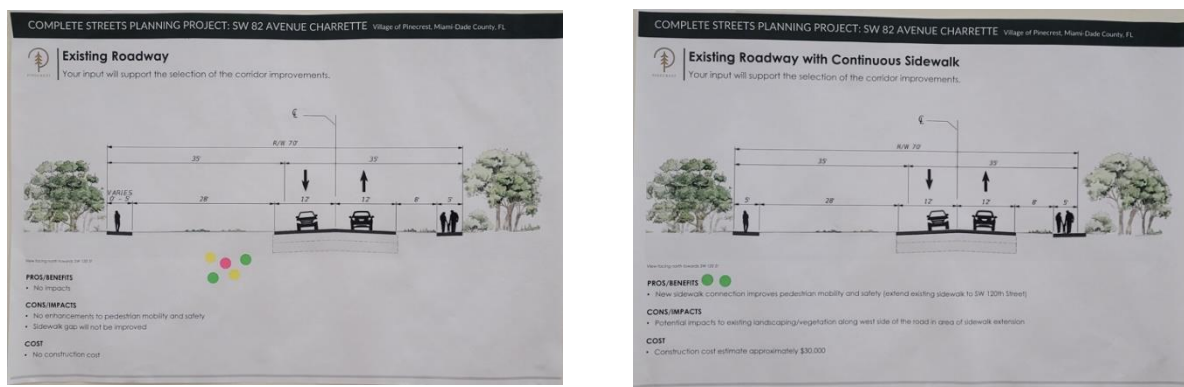 COMPLETE STREETS PLANNING PROJECT: SW 82 AVENUE CHARRETTE Village of Pinecrest, Miami-Dade County, FL
Existing Roadway
Your input will support the selection of the corridor improvements.
R/W 70'
35' 35'
VARIES
0' - 5' 28' 12' 12' 8' 5'
PROS/BENEFITS
• No impacts
CONS/IMPACTS
• No enhancements to pedestrian mobility and safety
• Sidewalk gap will not be improved
COST
• No construction cost
COMPLETE STREETS PLANNING PROJECT: SW 82 AVENUE CHARRETTE Village of Pinecrest, Miami-Dade County, FL
Existing Roadway with Continuous Sidewalk
Your input will support the selection of the corridor improvements.
R/W 70'
35' 35'
5' 28' 12' 12' 8' 5'
PROS/BENEFITS
• New sidewalk connection improves pedestrian mobility and safety (extend existing sidewalk to SW 120th Street)
CONS/IMPACTS
• Potential impacts to existing landscaping/vegetation along west side of the road in area of sidewalk extension
COST
• Construction cost estimate approximately $30,000